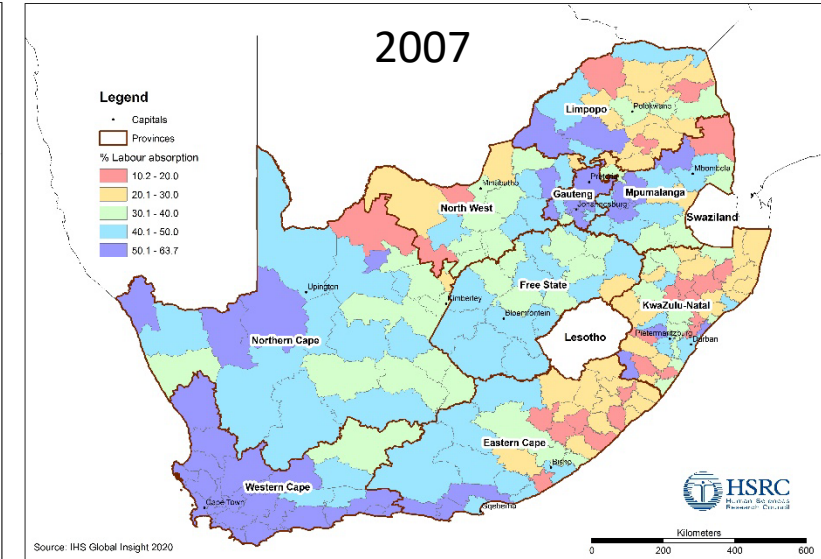 2007
Legend
Capitals
Provinces
% Labour absorption
10.2 - 20.0
20.1 - 30.0
30.1 - 40.0
40.1 - 50.0
50.1 - 63.7
Limpopo
Polokwane
Mmabatho
North West
Pretoria
Gauteng
Johannesburg
Mpumalanga
Mbombela
Swaziland
Upington
Kimberley
Free State
Bloemfontein
KwaZulu-Natal
Northern Cape
Lesotho
Pietermaritzburg
Durban
Eastern Cape
Bisho
Western Cape
Cape Town
Gqeberha
HSRC
Human Sciences
Research Council
Kilometers
0 200 400 600
Source: IHS Global Insight 2020